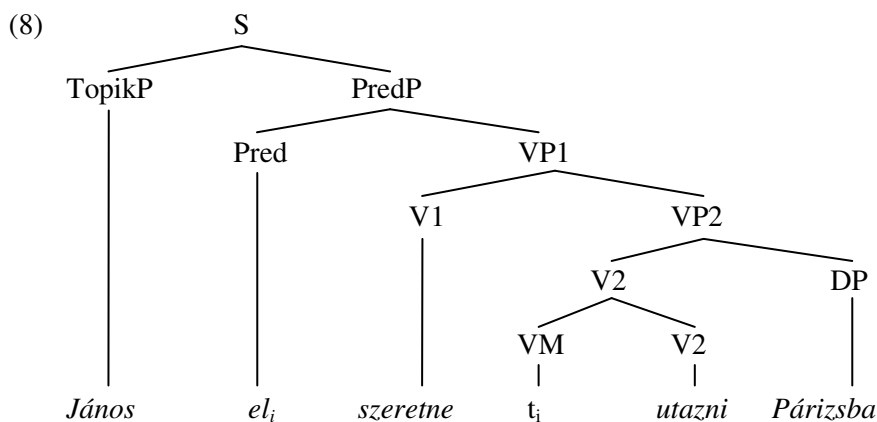 (8) S
TopikP PredP
Pred VP1
V1 VP2
V2 DP
VM V2
János elᵢ szeretne tᵢ utazni Párizsba